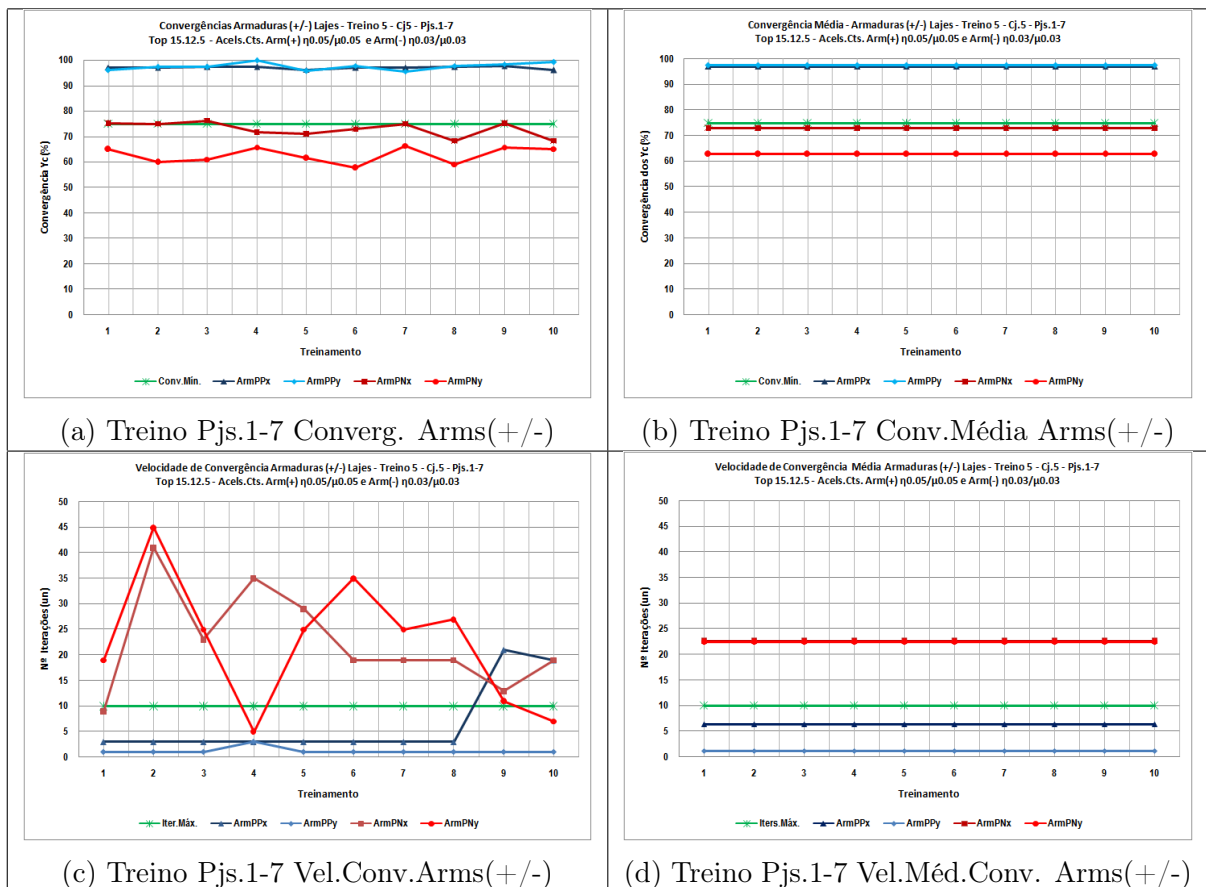 Convergências Armaduras (+/-) Lajes - Treino 5 - Cj5 - Pjs.1-7
Top 15.12.5 - Acels.Cts. Arm(+) η0.05/μ0.05 e Arm(-) η0.03/μ0.03
Convergência Yc (%)
100
90
80
70
60
50
40
30
20
10
0
1 2 3 4 5 6 7 8 9 10
Treinamento
Conv.Mín. ArmPPx ArmPPy ArmPNx ArmPNy
(a) Treino Pjs.1-7 Converg. Arms(+/-)
Convergência Média - Armaduras (+/-) Lajes - Treino 5 - Cj.5 - Pjs.1-7
Top 15.12.5 - Acels.Cts. Arm(+) η0.05/μ0.05 e Arm(-) η0.03/μ0.03
Convergência dos Yc (%)
100
90
80
70
60
50
40
30
20
10
0
1 2 3 4 5 6 7 8 9 10
Treinamento
Conv.Mín. ArmPPx ArmPPy ArmPNx ArmPNy
(b) Treino Pjs.1-7 Conv.Média Arms(+/-)
Velocidade de Convergência Armaduras (+/-) Lajes - Treino 5 - Cj.5 - Pjs.1-7
Top 15.12.5 - Acels.Cts. Arm(+) η0.05/μ0.05 e Arm(-) η0.03/μ0.03
Nº Iterações (un)
50
45
40
35
30
25
20
15
10
5
0
1 2 3 4 5 6 7 8 9 10
Treinamento
Iter.Máx. ArmPPx ArmPPy ArmPNx ArmPNy
(c) Treino Pjs.1-7 Vel.Conv.Arms(+/-)
Velocidade de Convergência Média Armaduras (+/-) Lajes - Treino 5 - Cj.5 - Pjs.1-7
Top 15.12.5 - Acels.Cts. Arm(+) η0.05/μ0.05 e Arm(-) η0.03/μ0.03
Nº Iterações (un)
50
45
40
35
30
25
20
15
10
5
0
1 2 3 4 5 6 7 8 9 10
Treinamento
Iters.Máx. ArmPPx ArmPPy ArmPNx ArmPNy
(d) Treino Pjs.1-7 Vel.Méd.Conv. Arms(+/-)